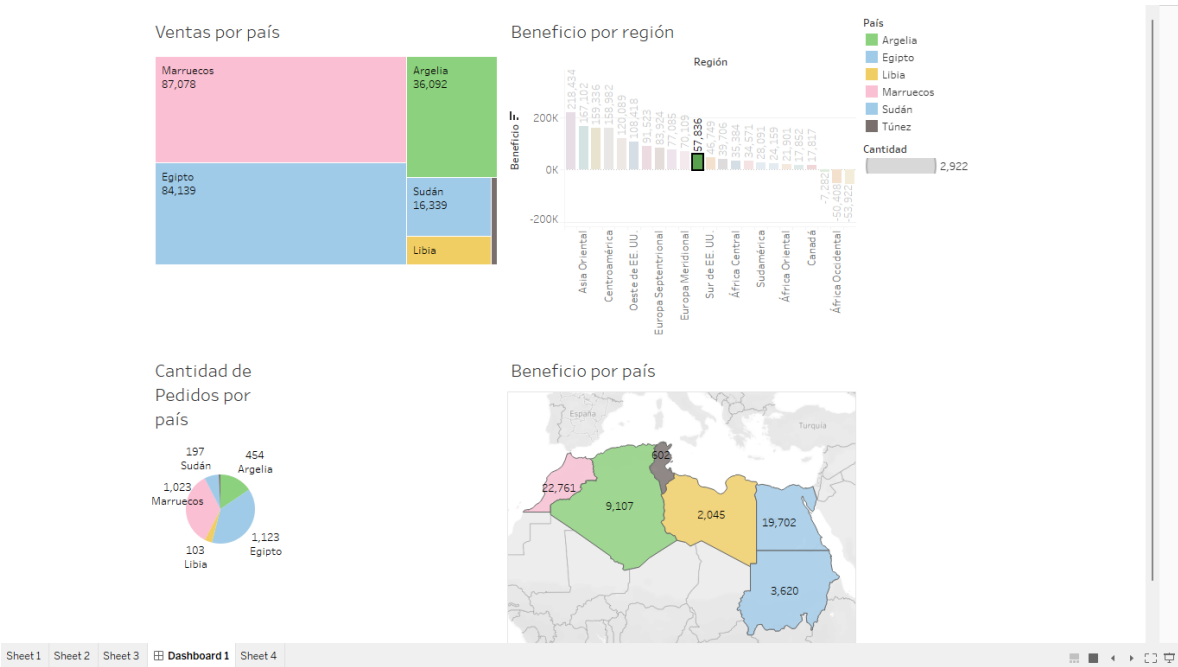 Ventas por país
Marruecos
87,078
Argelia
36,092
Egipto
84,139
Sudán
16,339
Libia
Beneficio por región
Región
Beneficio
200K
0K
-200K
218,434
167,102
159,336
158,982
120,089
108,418
91,523
83,924
77,085
70,109
57,836
46,749
39,706
35,384
34,571
28,091
24,159
21,901
17,852
17,817
-7,282
-50,408
-53,922
Asia Oriental
Centroamérica
Oeste de EE. UU.
Europa Septentrional
Europa Meridional
Sur de EE. UU.
África Central
Sudamérica
África Oriental
Canadá
África Occidental
País
Argelia
Egipto
Libia
Marruecos
Sudán
Túnez
Cantidad
2,922
Cantidad de
Pedidos por
país
197
Sudán
454
Argelia
1,023
Marruecos
1,123
Egipto
103
Libia
Beneficio por país
España
Turquía
602
22,761
9,107
2,045
19,702
3,620
Sheet 1 Sheet 2 Sheet 3 Dashboard 1 Sheet 4